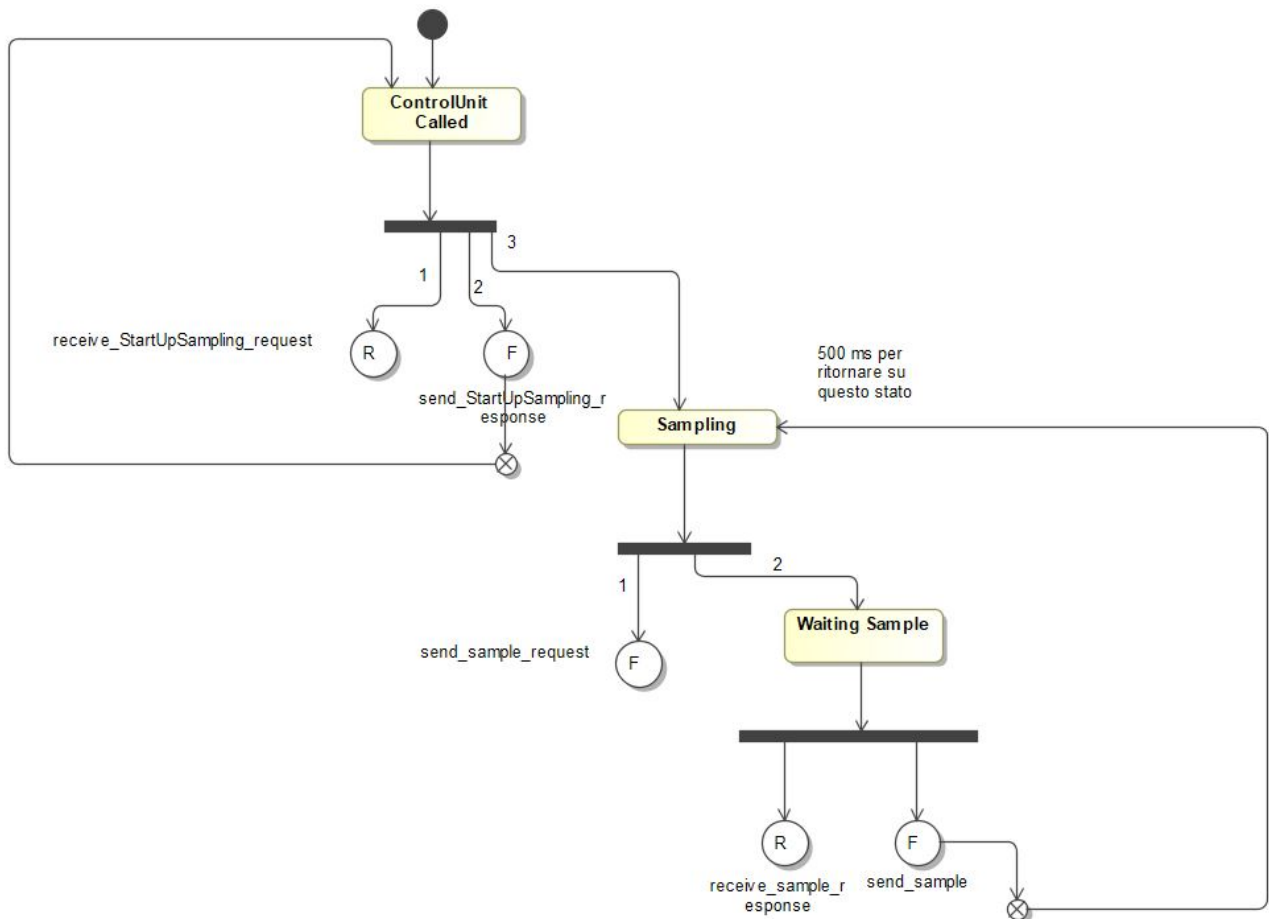 ControlUnit
Called
3
1
2
receive_StartUpSampling_request
R
F
send_StartUpSampling_r
esponse
500 ms per
ritornare su
questo stato
Sampling
1
2
Waiting Sample
send_sample_request
F
R
F
receive_sample_r
esponse
send_sample